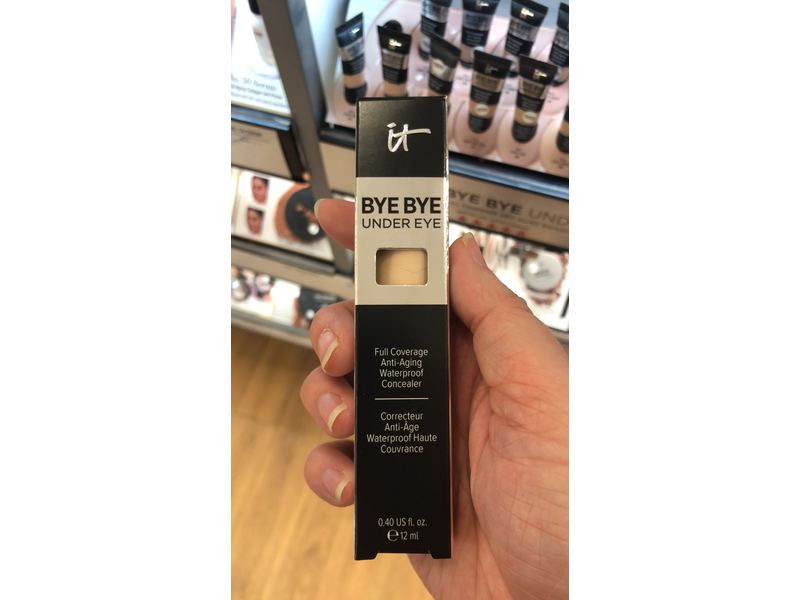 it
BYE BYE
UNDER EYE
Full Coverage
Anti-Aging
Waterproof
Concealer
Correcteur
Anti-Âge
Waterproof Haute
Couvrance
0.40 US fl. oz.
℮ 12 ml
BYE BYE UNDE